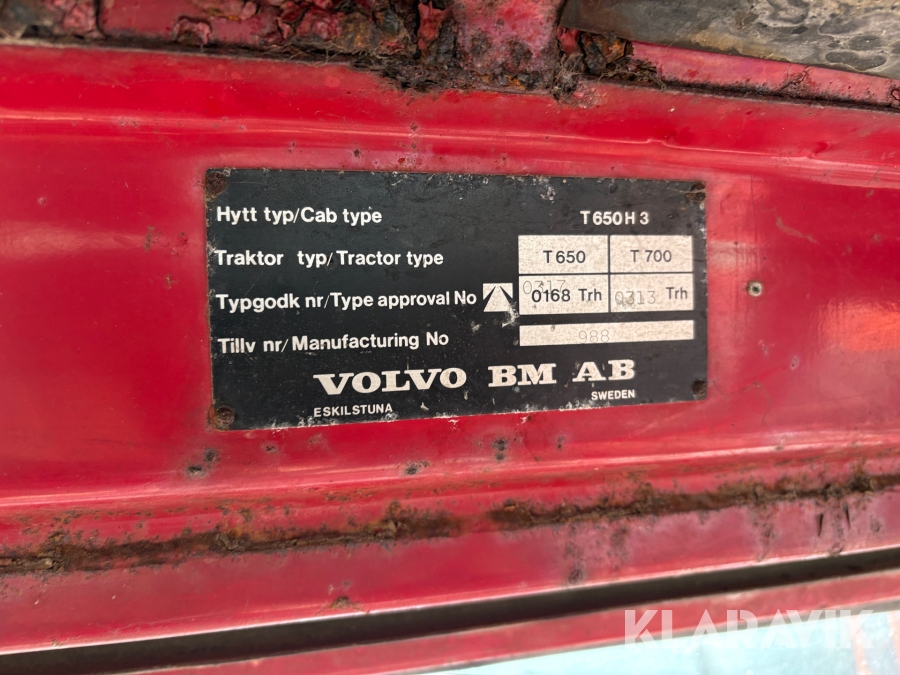 Hytt typ/Cab type T650H3
Traktor typ/Tractor type T650 T700
Typgodk nr/Type approval No 0317 0168 Trh 0313 Trh
Tillv nr/Manufacturing No 988
VOLVO BM AB
ESKILSTUNA SWEDEN
KLARAVIK